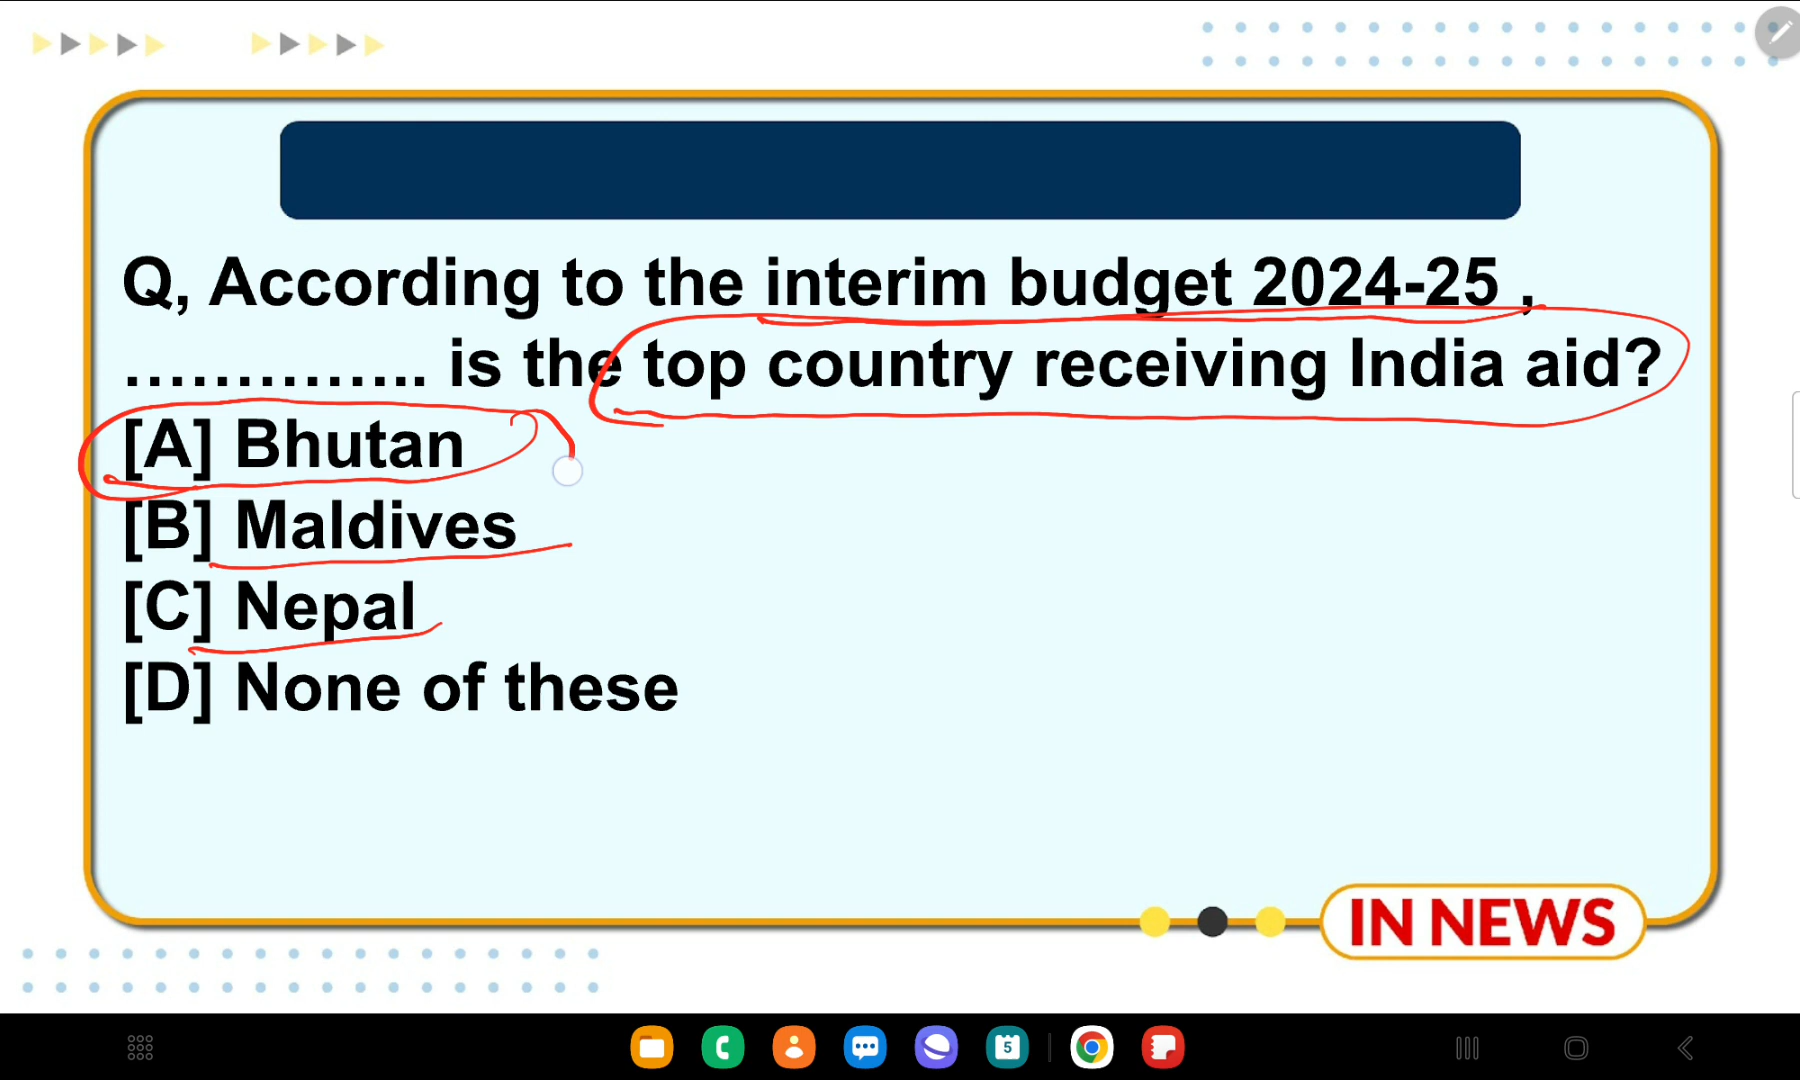 Q, According to the interim budget 2024-25 ,
.............. is the top country receiving India aid?
[A] Bhutan
[B] Maldives
[C] Nepal
[D] None of these
IN NEWS
5